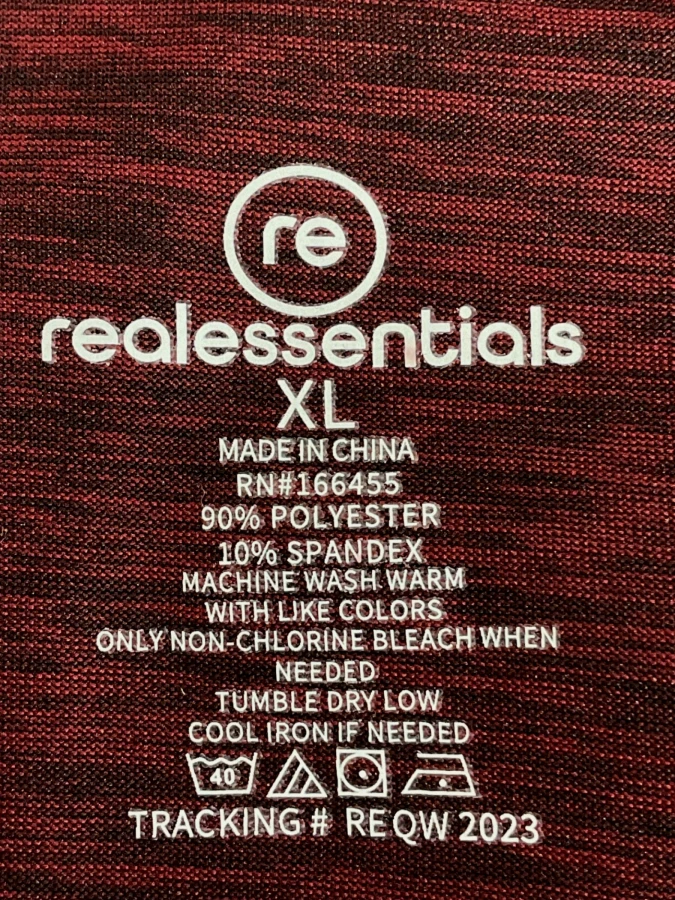 re
realessentials
XL
MADE IN CHINA
RN#166455
90% POLYESTER
10% SPANDEX
MACHINE WASH WARM
WITH LIKE COLORS
ONLY NON-CHLORINE BLEACH WHEN
NEEDED
TUMBLE DRY LOW
COOL IRON IF NEEDED
40
TRACKING # REQW 2023